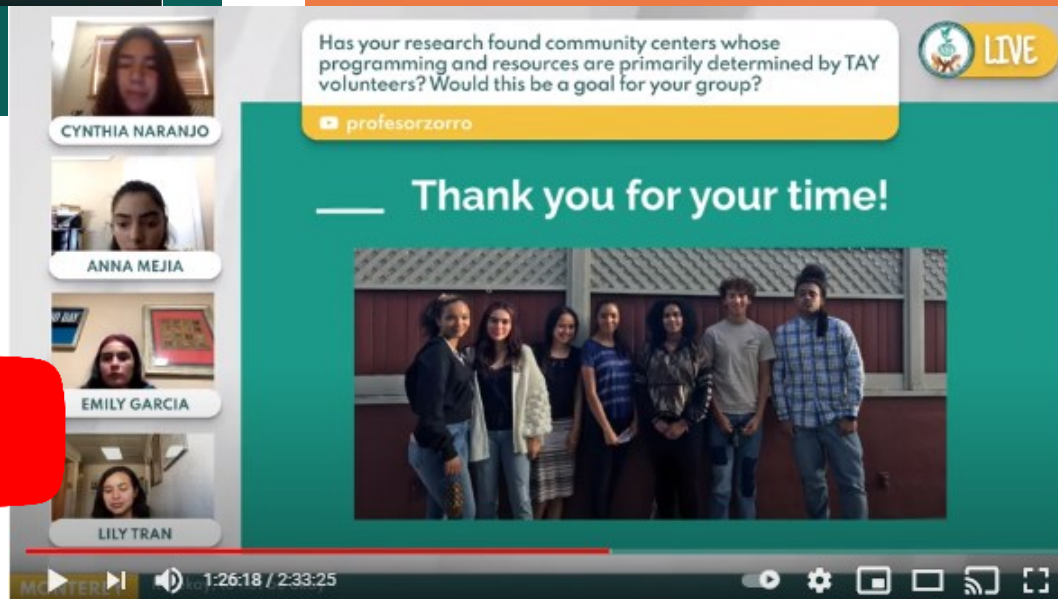 Has your research found community centers whose
programming and resources are primarily determined by TAY
volunteers? Would this be a goal for your group?
profesorzorro
LIVE
CYNTHIA NARANJO
ANNA MEJIA
EMILY GARCIA
LILY TRAN
Thank you for your time!
1:26:18 / 2:33:25